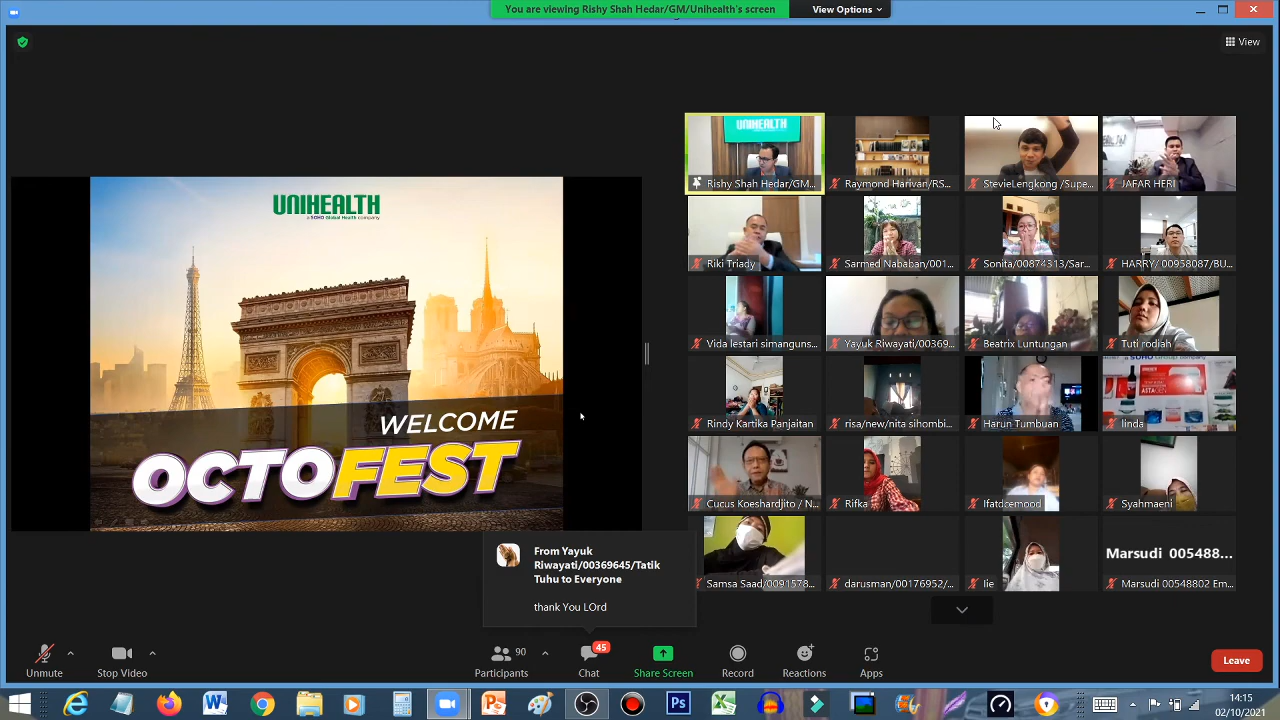 You are viewing Rishy Shah Hedar/GM/Unihealth's screen
View Options
View
UNIHEALTH
a SOHO Global Health company
WELCOME
OCTOFEST
UNIHEALTH
Rishy Shah Hedar/GM...
Raymond Harivan/RS...
StevieLengkong /Supe...
JAFAR HERI
Riki Triady
Sarmed Nababan/001...
Sonita/00874313/Sar...
HARRY/ 00958087/BU...
Vida lestari simanguns...
Yayuk Riwayati/00369...
Beatrix Luntungan
Tuti rodiah
Rindy Kartika Panjaitan
risa/new/nita sihombi...
Harun Tumbuan
linda
Cucus Koeshardjito / N...
Rifka
Ifatdcemood
Syahmaeni
Samsa Saad/0091578...
darusman/00176952/...
lie
Marsudi 005488...
Marsudi 00548802 Em...
From Yayuk
Riwayati/00369645/Tatik
Tuhu to Everyone
thank You LOrd
Unmute
Stop Video
90
Participants
45
Chat
Share Screen
Record
Reactions
Apps
Leave
14:15
02/10/2021